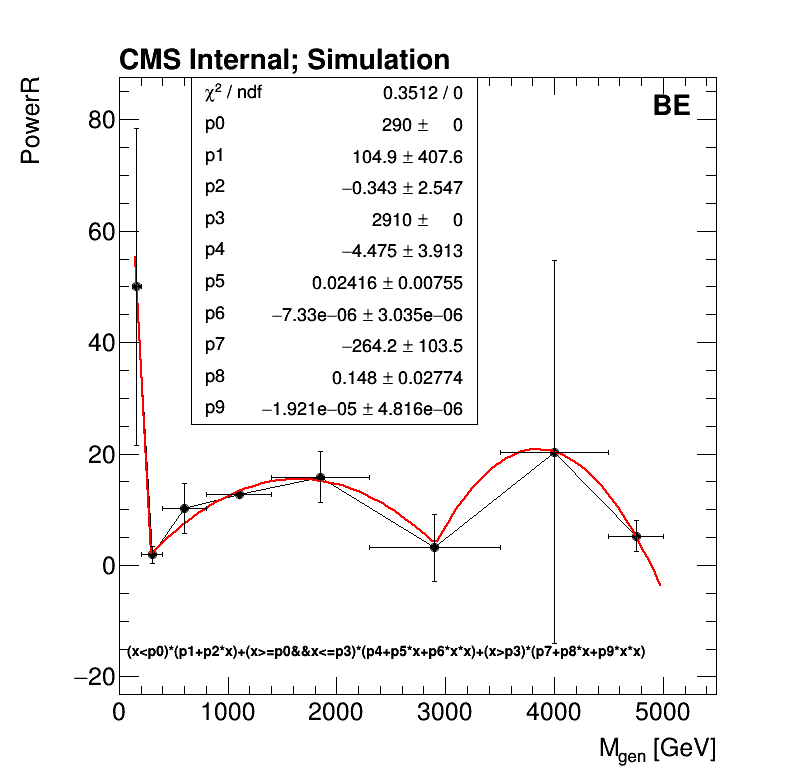 CMS Internal; Simulation
PowerR
BE
χ² / ndf 0.3512 / 0
p0 290 ± 0
p1 104.9 ± 407.6
p2 −0.343 ± 2.547
p3 2910 ± 0
p4 −4.475 ± 3.913
p5 0.02416 ± 0.00755
p6 −7.33e−06 ± 3.035e−06
p7 −264.2 ± 103.5
p8 0.148 ± 0.02774
p9 −1.921e−05 ± 4.816e−06
80
60
40
20
0
−20
(x<p0)*(p1+p2*x)+(x>=p0&&x<=p3)*(p4+p5*x+p6*x*x)+(x>p3)*(p7+p8*x+p9*x*x)
0 1000 2000 3000 4000 5000
M_gen [GeV]